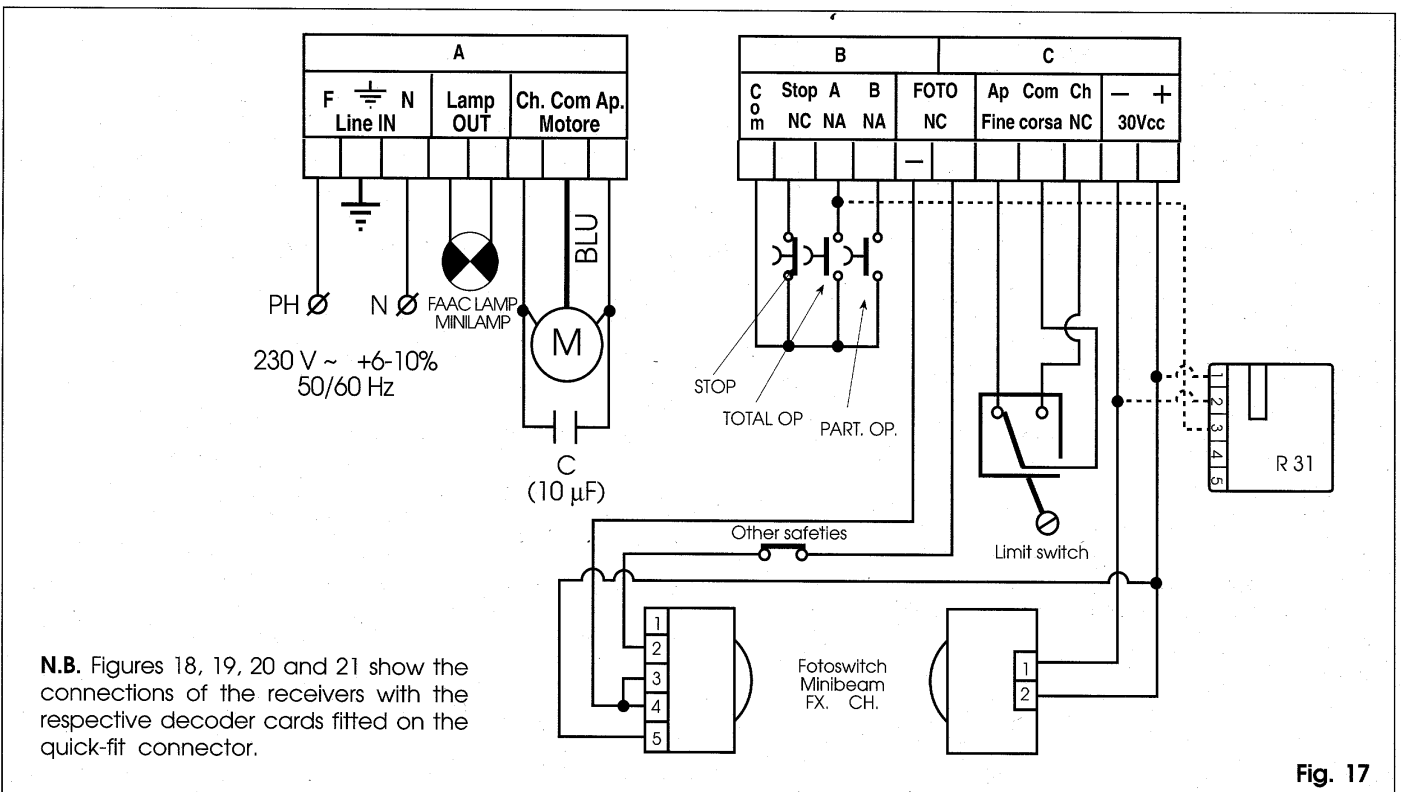 A
F N
Line IN
Lamp
OUT
Ch. Com Ap.
Motore
B
C
Com
Stop A B
NC NA NA
FOTO
NC
—
Ap Com Ch
Fine corsa NC
— +
30Vcc
BLU
PH
N
FAAC LAMP
MINILAMP
M
230 V ~ +6-10%
50/60 Hz
C
(10 µF)
STOP
TOTAL OP
PART. OP.
1
2
3
4
5
R 31
Other safeties
Limit switch
1
2
3
4
5
Fotoswitch
Minibeam
FX. CH.
1
2
N.B. Figures 18, 19, 20 and 21 show the
connections of the receivers with the
respective decoder cards fitted on the
quick-fit connector.
Fig. 17